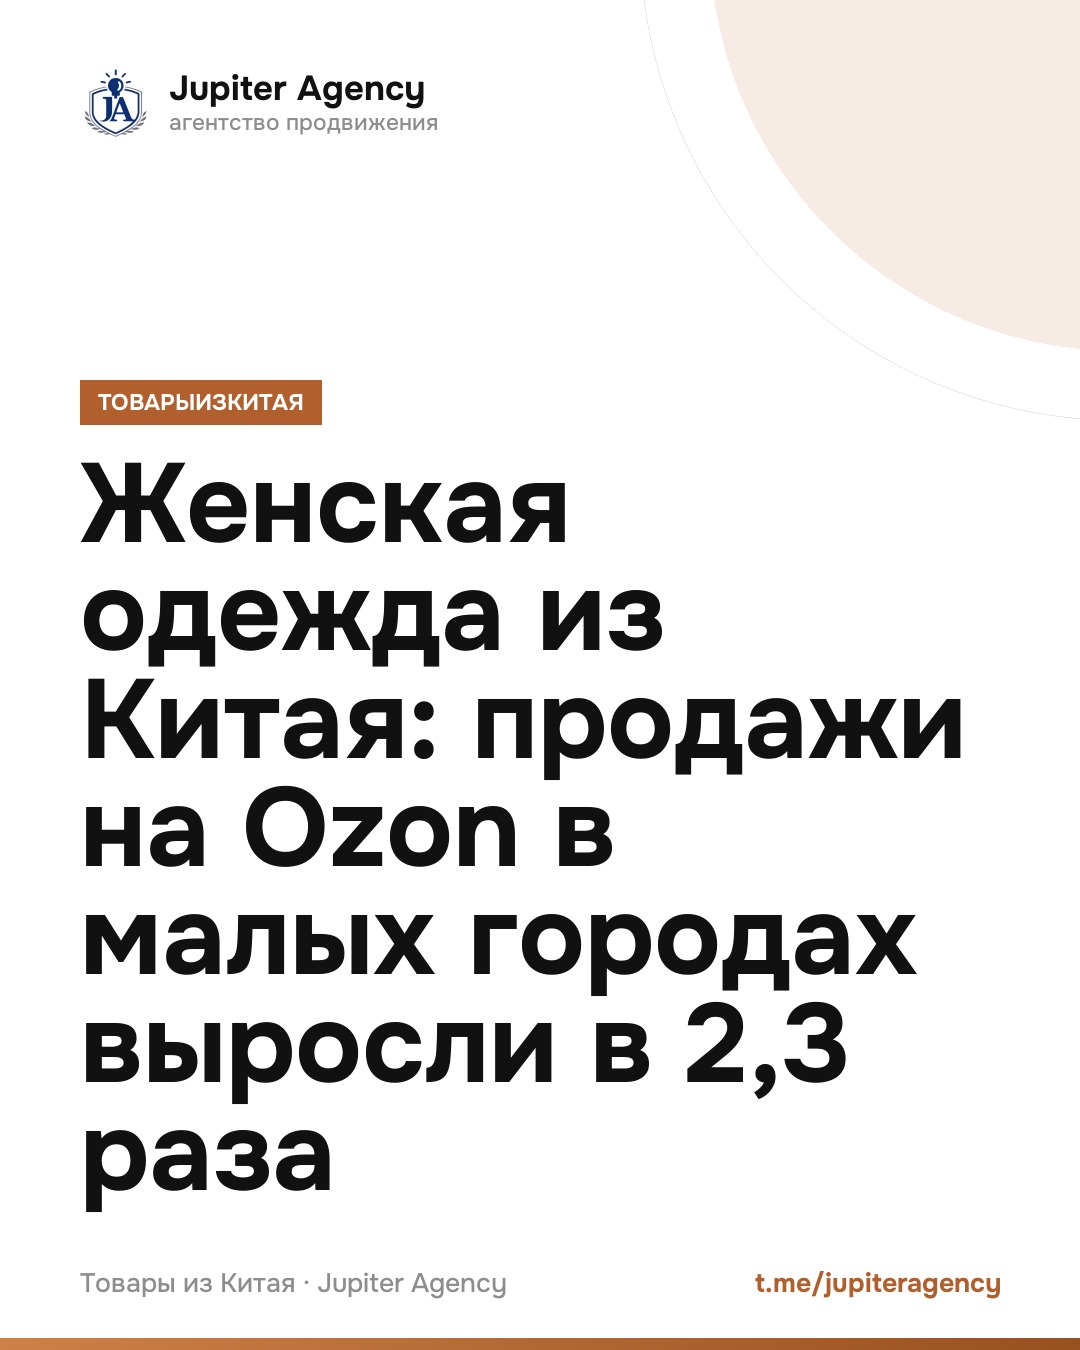 JA
Jupiter Agency
агентство продвижения
ТОВАРЫИЗКИТАЯ
Женская
одежда из
Китая: продажи
на Ozon в
малых городах
выросли в 2,3
раза
Товары из Китая · Jupiter Agency
t.me/jupiteragency